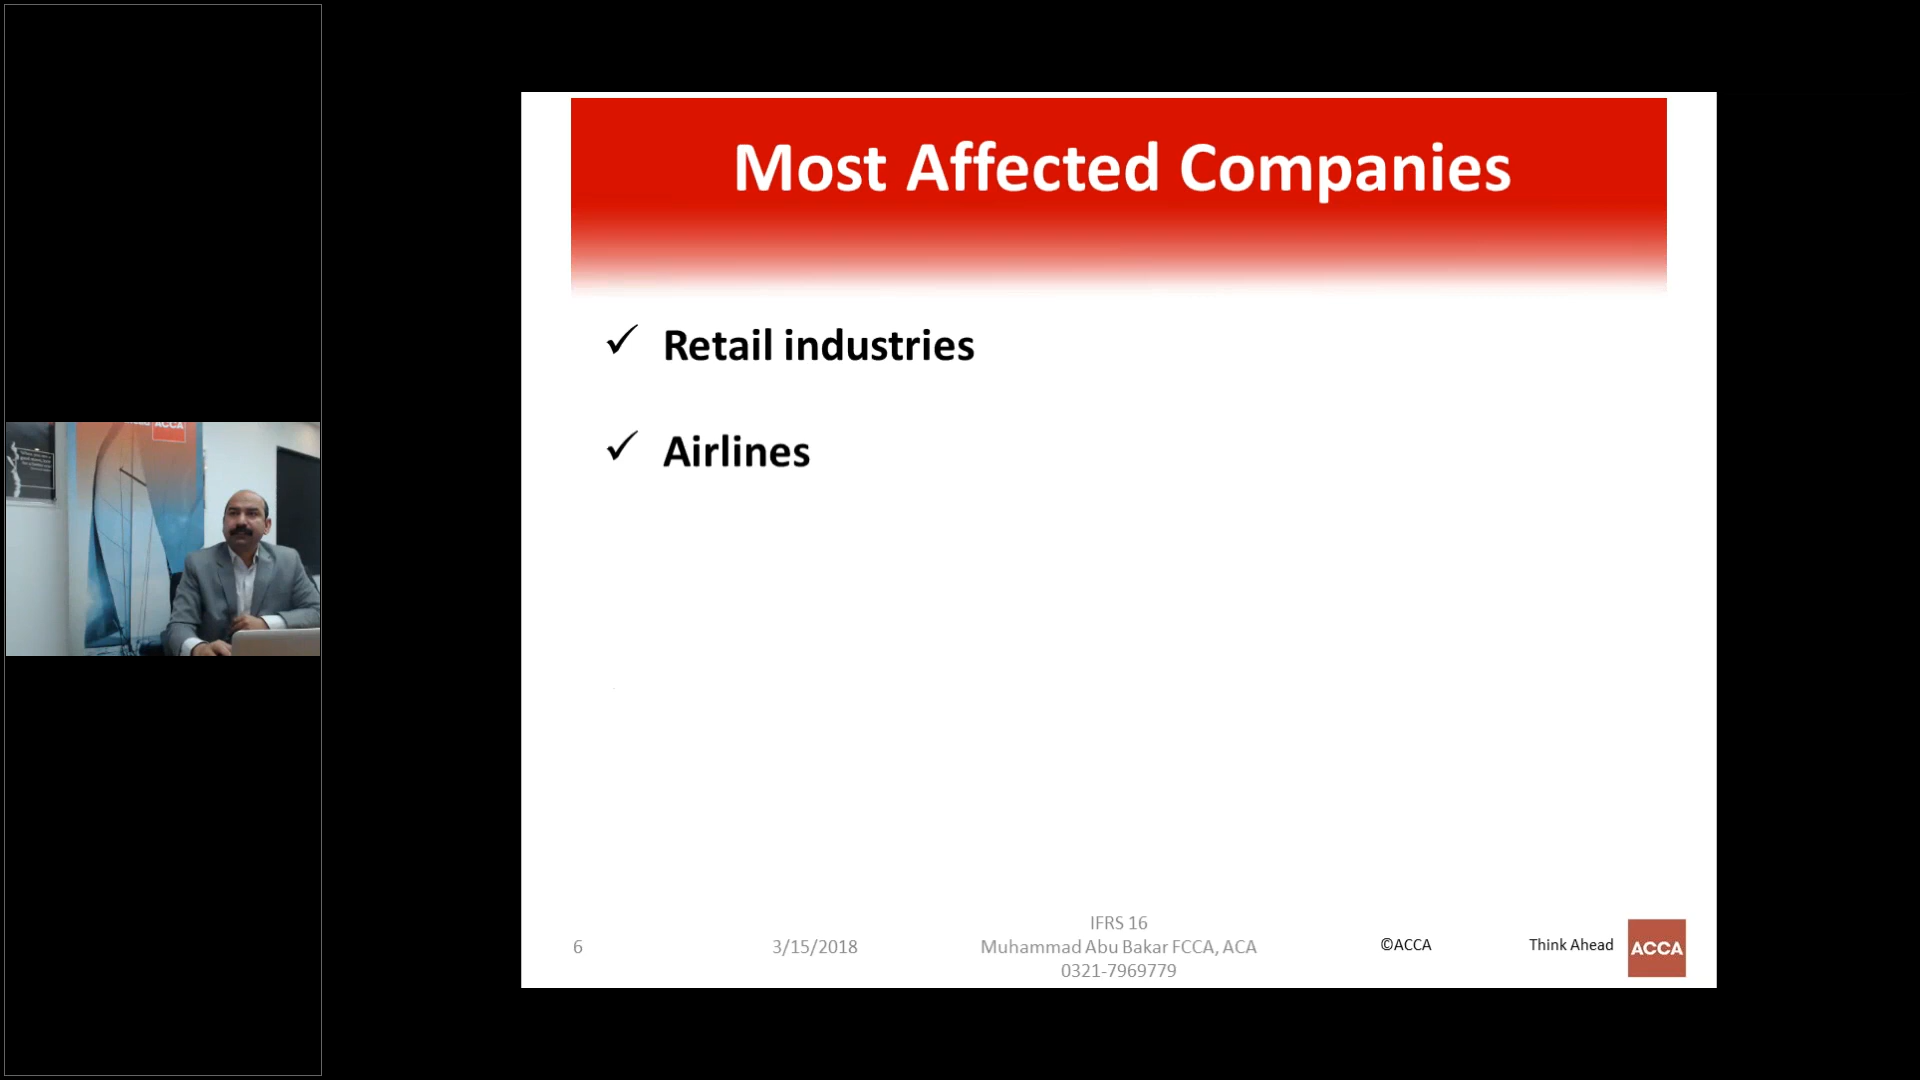 ACCA
Most Affected Companies
✓ Retail industries
✓ Airlines
6
3/15/2018
IFRS 16
Muhammad Abu Bakar FCCA, ACA
0321-7969779
©ACCA
Think Ahead
ACCA